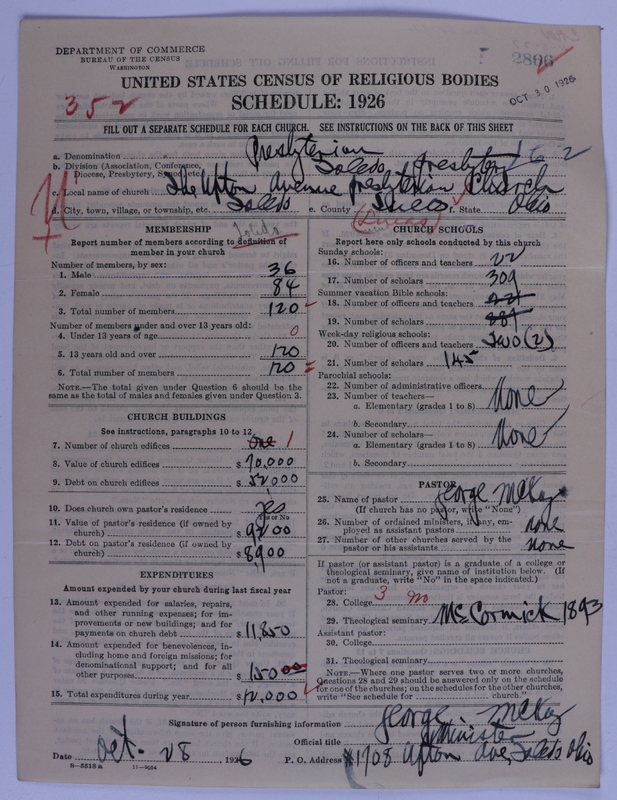 DEPARTMENT OF COMMERCE
BUREAU OF THE CENSUS
WASHINGTON
2806
OCT 30 1926
UNITED STATES CENSUS OF RELIGIOUS BODIES
352
SCHEDULE: 1926
FILL OUT A SEPARATE SCHEDULE FOR EACH CHURCH. SEE INSTRUCTIONS ON THE BACK OF THIS SHEET
a. Denomination Presbyterian
b. Division (Association, Conference, Diocese, Presbytery, Synod, etc.) Toledo Presbytery 16-2
c. Local name of church The Upton Avenue Presbyterian Church
d. City, town, village, or township, etc. Toledo e. County (Lucas) f. State Ohio
MEMBERSHIP
Toledo
Report number of members according to definition of
member in your church
Number of members, by sex:
1. Male 36
2. Female 84
3. Total number of members 120
Number of members under and over 13 years old:
4. Under 13 years of age 0
5. 13 years old and over 120
6. Total number of members 120
NOTE.—The total given under Question 6 should be the
same as the total of males and females given under Question 3.
CHURCH BUILDINGS
See instructions, paragraphs 10 to 12
7. Number of church edifices One 1
8. Value of church edifices $ 70,000
9. Debt on church edifices $ 52000
10. Does church own pastor's residence Yes
Yes or No
11. Value of pastor's residence (if owned by
church) $ 9200
12. Debt on pastor's residence (if owned by
church) $ 8900
EXPENDITURES
Amount expended by your church during last fiscal year
13. Amount expended for salaries, repairs,
and other running expenses; for im-
provements or new buildings; and for
payments on church debt $ 11,850
14. Amount expended for benevolences, in-
cluding home and foreign missions; for
denominational support; and for all
other purposes $ 150
15. Total expenditures during year $ 12,000
CHURCH SCHOOLS
Report here only schools conducted by this church
Sunday schools:
16. Number of officers and teachers 22
17. Number of scholars 309
Summer vacation Bible schools:
18. Number of officers and teachers
19. Number of scholars
Week-day religious schools:
20. Number of officers and teachers Two (2)
21. Number of scholars 145
Parochial schools:
22. Number of administrative officers
23. Number of teachers—
a. Elementary (grades 1 to 8) None
b. Secondary
24. Number of scholars—
a. Elementary (grades 1 to 8) None
b. Secondary
PASTOR
25. Name of pastor George McKay
(If church has no pastor, write "None")
26. Number of ordained ministers, if any, em-
ployed as assistant pastors none
27. Number of other churches served by the
pastor or his assistants none
If pastor (or assistant pastor) is a graduate of a college or
theological seminary, give name of institution below. (If
not a graduate, write "No" in the space indicated.)
Pastor:
28. College 3 No
29. Theological seminary McCormick 1893
Assistant pastor:
30. College
31. Theological seminary
NOTE.—Where one pastor serves two or more churches,
Questions 28 and 29 should be answered only on the schedule
for one of the churches; on the schedules for the other churches,
write "See schedule for church."
Signature of person furnishing information George McKay
Official title Minister
Date Oct. 28 1926 P. O. Address 1708 Upton Ave, Toledo Ohio
8-5518a 11-9034